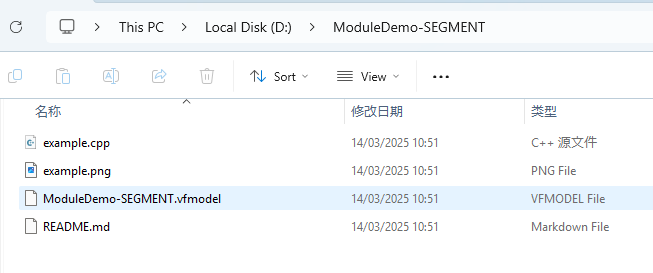 This PC > Local Disk (D:) > ModuleDemo-SEGMENT
Sort View
名称 修改日期 类型
example.cpp 14/03/2025 10:51 C++ 源文件
example.png 14/03/2025 10:51 PNG File
ModuleDemo-SEGMENT.vfmodel 14/03/2025 10:51 VFMODEL File
README.md 14/03/2025 10:51 Markdown File